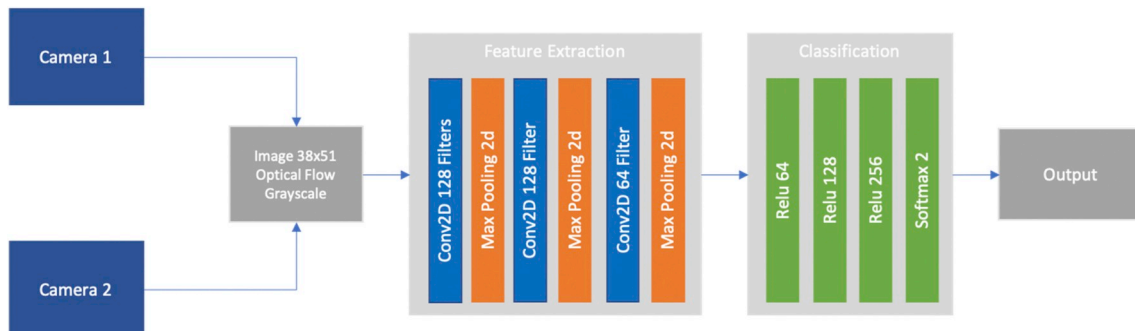 Camera 1
Camera 2
Image 38x51
Optical Flow
Grayscale
Feature Extraction
Conv2D 128 Filters
Max Pooling 2d
Conv2D 128 Filter
Max Pooling 2d
Conv2D 64 Filter
Max Pooling 2d
Classification
Relu 64
Relu 128
Relu 256
Softmax 2
Output